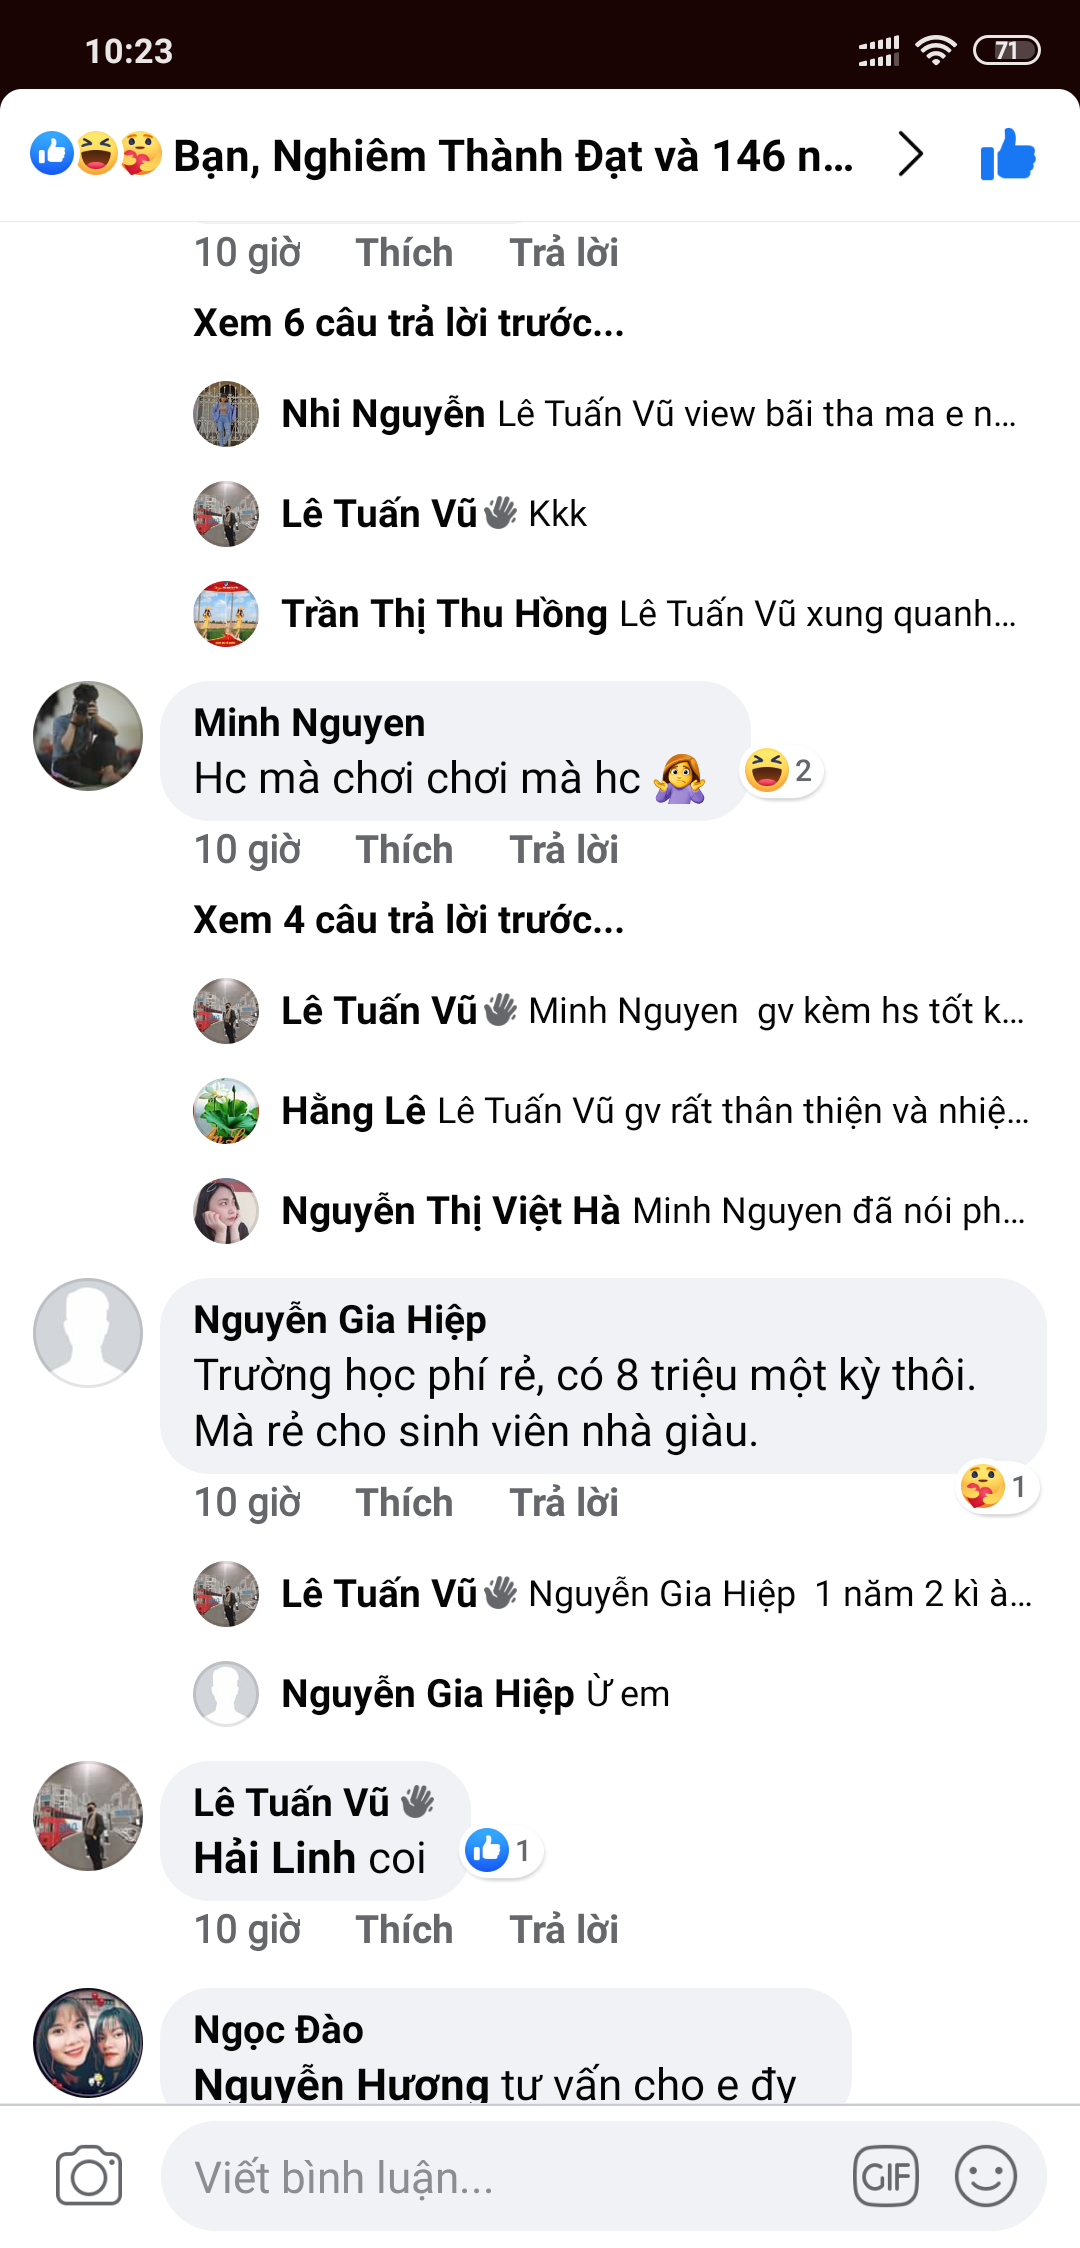 10:23
71
Bạn, Nghiêm Thành Đạt và 146 n...
10 giờ Thích Trả lời
Xem 6 câu trả lời trước...
Nhi Nguyễn Lê Tuấn Vũ view bãi tha ma e n...
Lê Tuấn Vũ👋 Kkk
Trần Thị Thu Hồng Lê Tuấn Vũ xung quanh...
Minh Nguyen
Hc mà chơi chơi mà hc 🤷‍♀️
2
10 giờ Thích Trả lời
Xem 4 câu trả lời trước...
Lê Tuấn Vũ👋 Minh Nguyen gv kèm hs tốt k...
Hằng Lê Lê Tuấn Vũ gv rất thân thiện và nhiệ...
Nguyễn Thị Việt Hà Minh Nguyen đã nói ph...
Nguyễn Gia Hiệp
Trường học phí rẻ, có 8 triệu một kỳ thôi.
Mà rẻ cho sinh viên nhà giàu.
1
10 giờ Thích Trả lời
Lê Tuấn Vũ👋 Nguyễn Gia Hiệp 1 năm 2 kì à...
Nguyễn Gia Hiệp Ừ em
Lê Tuấn Vũ 👋
Hải Linh coi
1
10 giờ Thích Trả lời
Ngọc Đào
Nguyễn Hương tư vấn cho e đy
Viết bình luận...
GIF